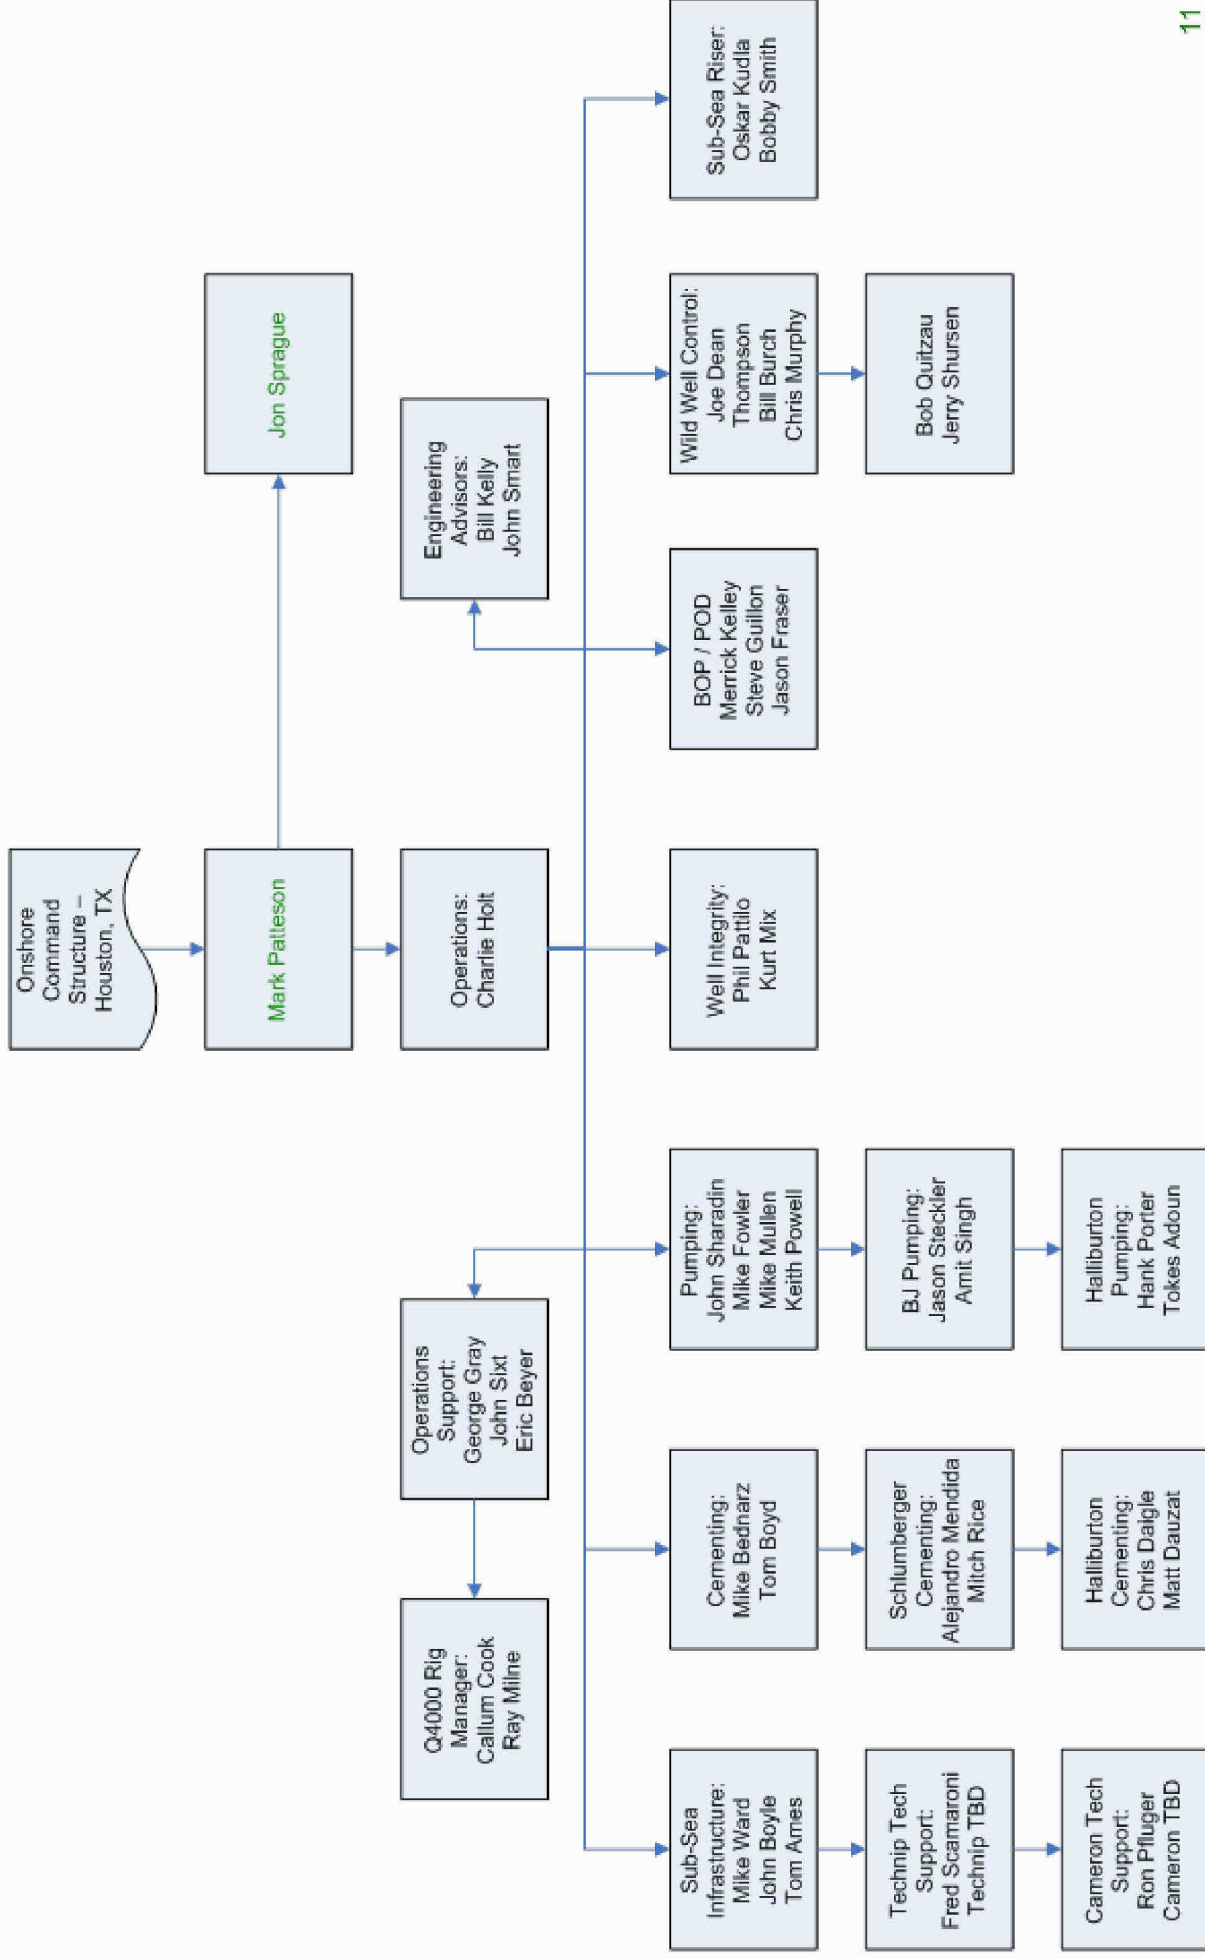 Onshore
Command
Structure –
Houston, TX
Mark Patteson
Jon Sprague
Q4000 Rig
Manager:
Callum Cook
Ray Milne
Operations
Support:
George Gray
John Sixt
Eric Beyer
Operations:
Charlie Holt
Engineering
Advisors:
Bill Kelly
John Smart
Sub-Sea
Infrastructure:
Mike Ward
John Boyle
Tom Ames
Cementing:
Mike Bednarz
Tom Boyd
Pumping:
John Sharadin
Mike Fowler
Mike Mullen
Keith Powell
Well Integrity:
Phil Pattilo
Kurt Mix
BOP / POD
Merrick Kelley
Steve Guillon
Jason Fraser
Wild Well Control:
Joe Dean
Thompson
Bill Burch
Chris Murphy
Sub-Sea Riser:
Oskar Kudla
Bobby Smith
Technip Tech
Support:
Fred Scamaroni
Technip TBD
Schlumberger
Cementing:
Alejandro Mendida
Mitch Rice
BJ Pumping:
Jason Steckler
Amit Singh
Bob Quitzau
Jerry Shursen
Cameron Tech
Support:
Ron Pfluger
Cameron TBD
Halliburton
Cementing:
Chris Daigle
Matt Dauzat
Halliburton
Pumping:
Hank Porter
Tokes Adoun
11